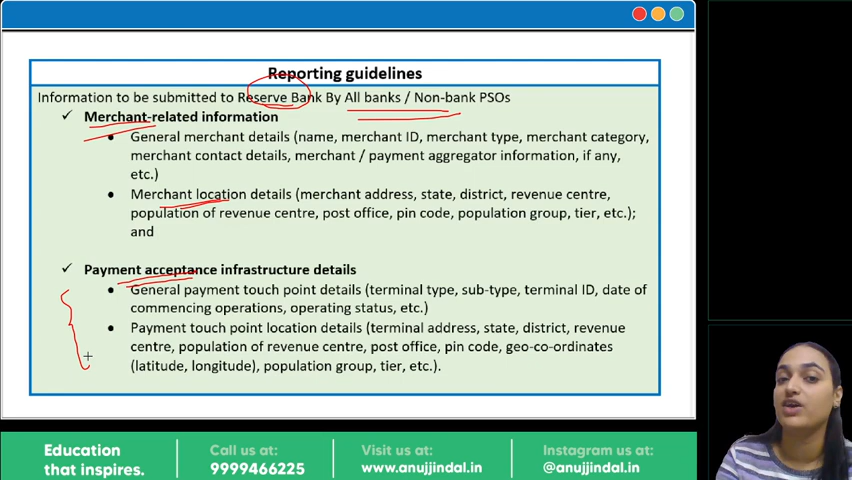 Reporting guidelines
Information to be submitted to Reserve Bank By All banks / Non-bank PSOs
✓ Merchant-related information
• General merchant details (name, merchant ID, merchant type, merchant category,
merchant contact details, merchant / payment aggregator information, if any,
etc.)
• Merchant location details (merchant address, state, district, revenue centre,
population of revenue centre, post office, pin code, population group, tier, etc.);
and
✓ Payment acceptance infrastructure details
• General payment touch point details (terminal type, sub-type, terminal ID, date of
commencing operations, operating status, etc.)
• Payment touch point location details (terminal address, state, district, revenue
centre, population of revenue centre, post office, pin code, geo-co-ordinates
(latitude, longitude), population group, tier, etc.).
Education
that inspires.
Call us at:
9999466225
Visit us at:
www.anujjindal.in
Instagram us at:
@anujjindal.in